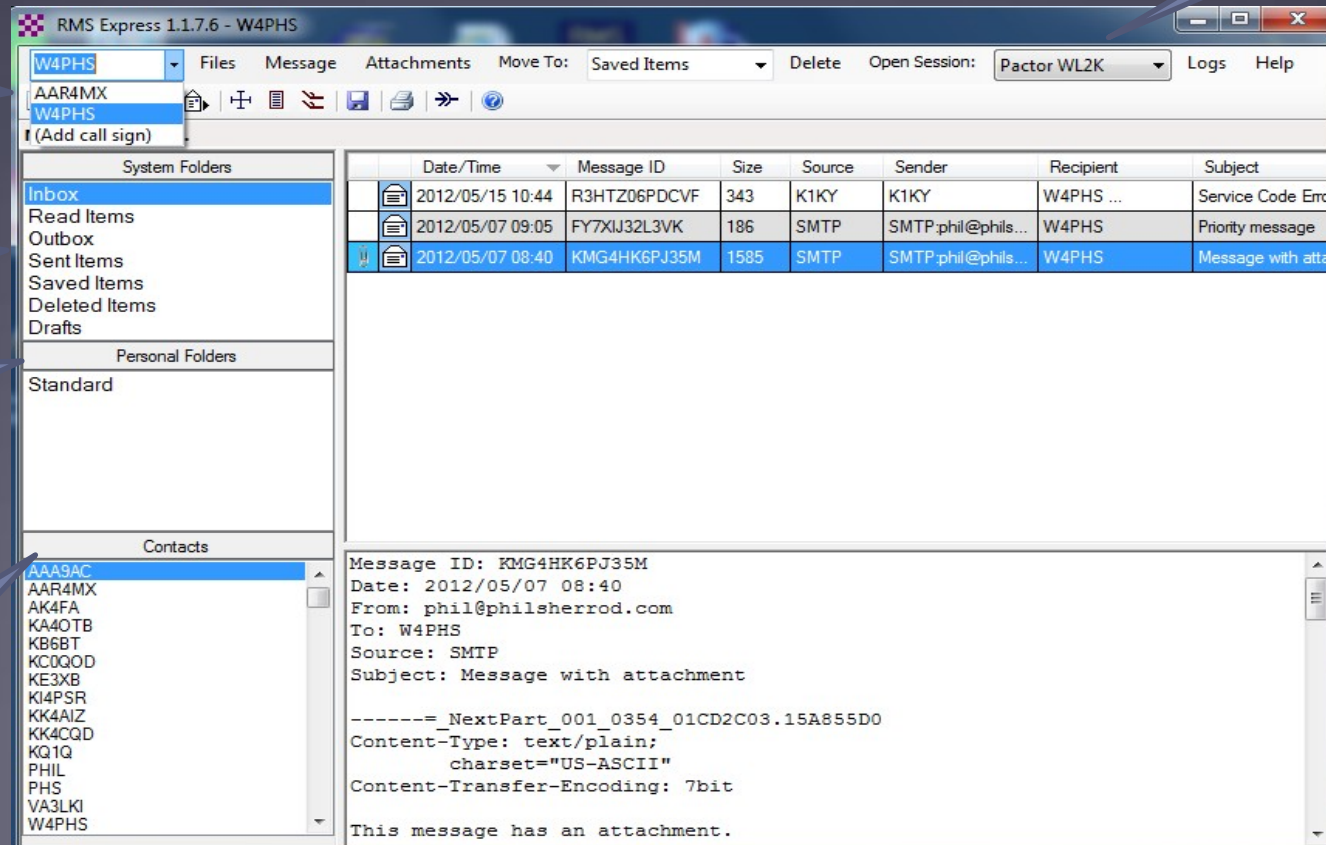 RMS Express 1.1.7.6 - W4PHS
W4PHS Files Message Attachments Move To: Saved Items Delete Open Session: Pactor WL2K Logs Help
AAR4MX
W4PHS
(Add call sign)
System Folders
Inbox
Read Items
Outbox
Sent Items
Saved Items
Deleted Items
Drafts
Personal Folders
Standard
Contacts
AAA9AC
AAR4MX
AK4FA
KA4OTB
KB6BT
KC0QOD
KE3XB
KI4PSR
KK4AIZ
KK4CQD
KQ1Q
PHIL
PHS
VA3LKI
W4PHS
Date/Time Message ID Size Source Sender Recipient Subject
2012/05/15 10:44 R3HTZ06PDCVF 343 K1KY K1KY W4PHS ... Service Code Erro
2012/05/07 09:05 FY7XIJ32L3VK 186 SMTP SMTP:phil@phils... W4PHS Priority message
2012/05/07 08:40 KMG4HK6PJ35M 1585 SMTP SMTP:phil@phils... W4PHS Message with atta
Message ID: KMG4HK6PJ35M
Date: 2012/05/07 08:40
From: phil@philsherrod.com
To: W4PHS
Source: SMTP
Subject: Message with attachment
------=_NextPart_001_0354_01CD2C03.15A855D0
Content-Type: text/plain;
charset="US-ASCII"
Content-Transfer-Encoding: 7bit
This message has an attachment.